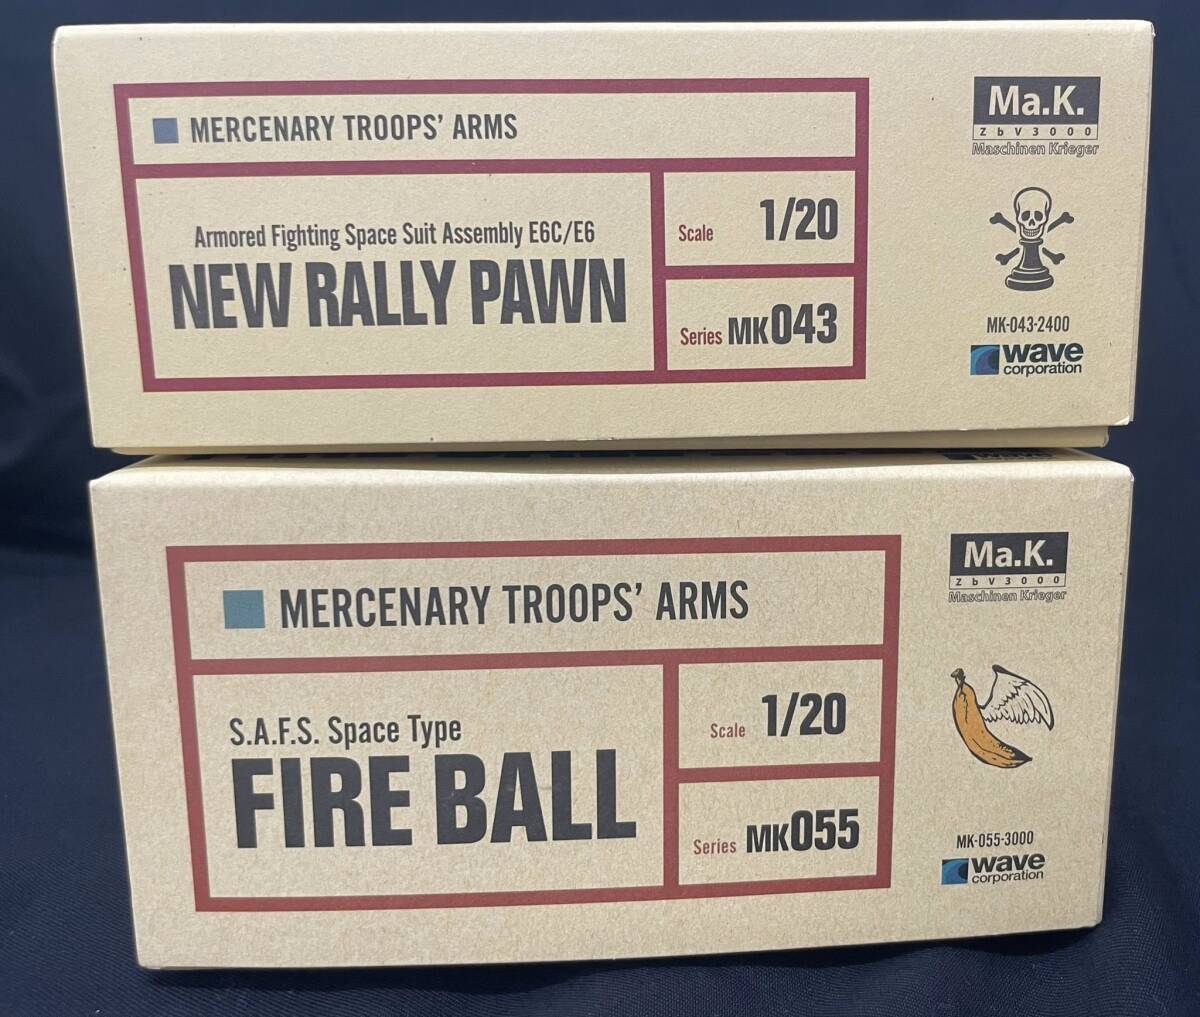 MERCENARY TROOPS’ ARMS
Armored Fighting Space Suit Assembly E6C/E6
NEW RALLY PAWN
Scale 1/20
Series MK043
Ma.K.
ZbV3000
Maschinen Krieger
MK-043-2400
wave
corporation
MERCENARY TROOPS’ ARMS
S.A.F.S. Space Type
FIRE BALL
Scale 1/20
Series MK055
Ma.K.
ZbV3000
Maschinen Krieger
MK-055-3000
wave
corporation